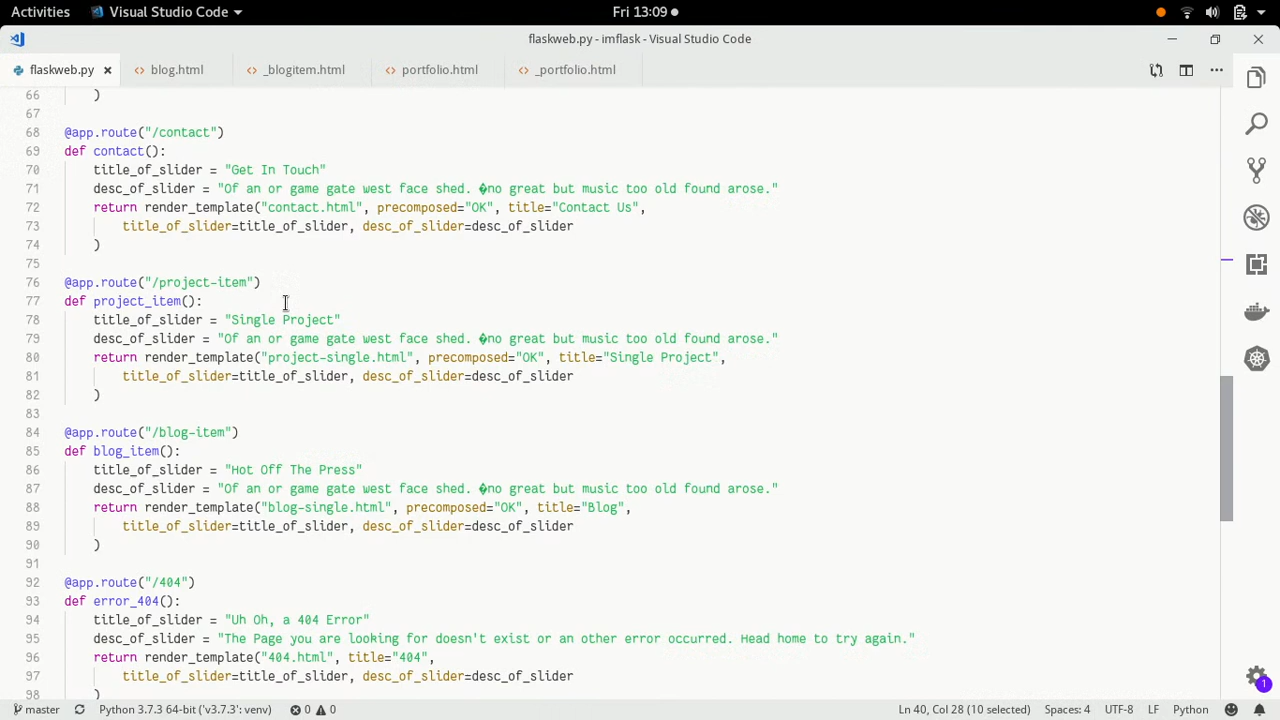 Activities Visual Studio Code Fri 13:09
flaskweb.py - imflask - Visual Studio Code
flaskweb.py blog.html _blogitem.html portfolio.html _portfolio.html
66 )
67
68 @app.route("/contact")
69 def contact():
70 title_of_slider = "Get In Touch"
71 desc_of_slider = "Of an or game gate west face shed. �no great but music too old found arose."
72 return render_template("contact.html", precomposed="OK", title="Contact Us",
73 title_of_slider=title_of_slider, desc_of_slider=desc_of_slider
74 )
75
76 @app.route("/project-item")
77 def project_item():
78 title_of_slider = "Single Project"
79 desc_of_slider = "Of an or game gate west face shed. �no great but music too old found arose."
80 return render_template("project-single.html", precomposed="OK", title="Single Project",
81 title_of_slider=title_of_slider, desc_of_slider=desc_of_slider
82 )
83
84 @app.route("/blog-item")
85 def blog_item():
86 title_of_slider = "Hot Off The Press"
87 desc_of_slider = "Of an or game gate west face shed. �no great but music too old found arose."
88 return render_template("blog-single.html", precomposed="OK", title="Blog",
89 title_of_slider=title_of_slider, desc_of_slider=desc_of_slider
90 )
91
92 @app.route("/404")
93 def error_404():
94 title_of_slider = "Uh Oh, a 404 Error"
95 desc_of_slider = "The Page you are looking for doesn't exist or an other error occurred. Head home to try again."
96 return render_template("404.html", title="404",
97 title_of_slider=title_of_slider, desc_of_slider=desc_of_slider
98 )
1
master Python 3.7.3 64-bit ('v3.7.3': venv) 0 0 Ln 40, Col 28 (10 selected) Spaces: 4 UTF-8 LF Python